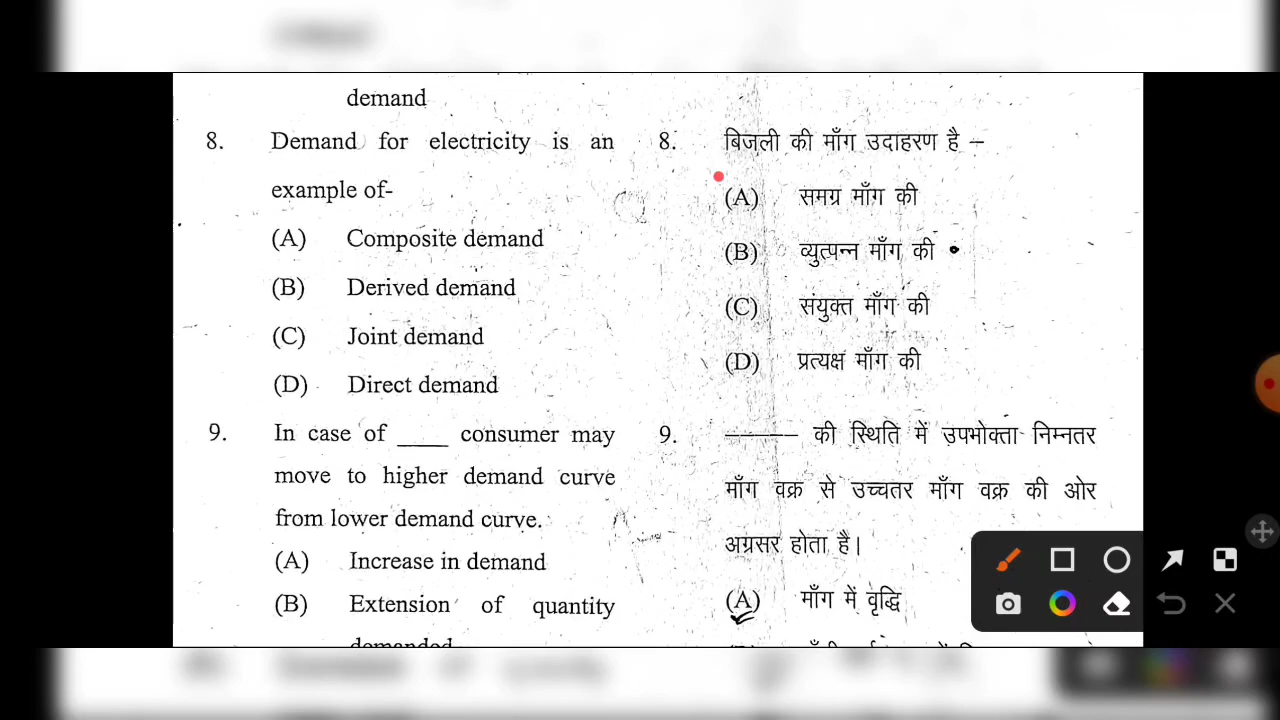 demand
8. Demand for electricity is an
example of-
(A) Composite demand
(B) Derived demand
(C) Joint demand
(D) Direct demand
9. In case of ____ consumer may
move to higher demand curve
from lower demand curve.
(A) Increase in demand
(B) Extension of quantity
demanded
8. बिजली की माँग उदाहरण है –
(A) समग्र माँग की
(B) व्युत्पन्न माँग की
(C) संयुक्त माँग की
(D) प्रत्यक्ष माँग की
9. ––––– की स्थिति में उपभोक्ता निम्नतर
माँग वक्र से उच्चतर माँग वक्र की ओर
अग्रसर होता है।
(A) माँग में वृद्धि